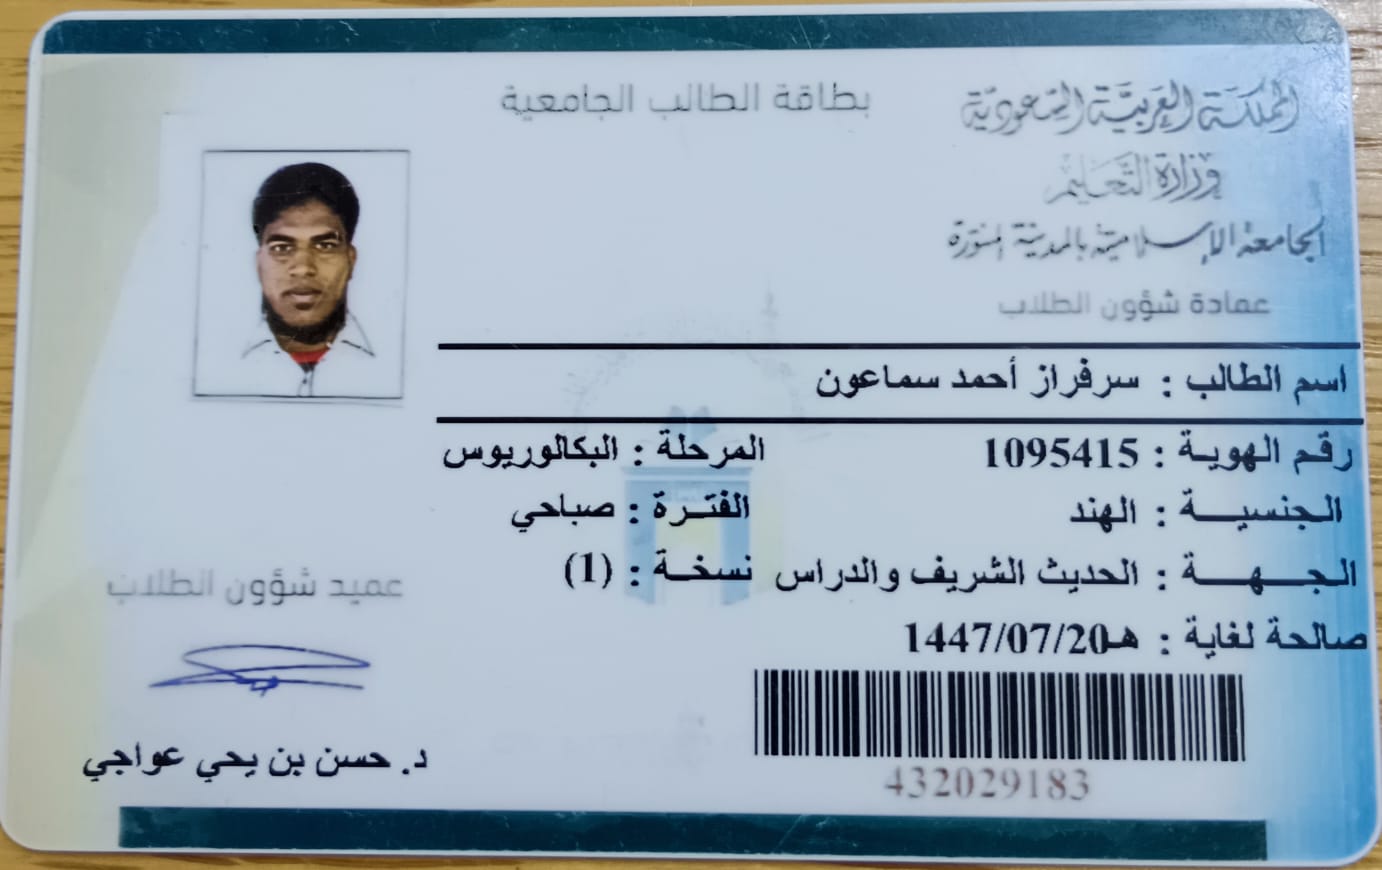 المملكة العربية السعودية
وزارة التعليم
الجامعة الإسلامية بالمدينة المنورة
عمادة شؤون الطلاب
بطاقة الطالب الجامعية
اسم الطالب : سرفراز أحمد سماعون
رقم الهوية : 1095415 المرحلة : البكالوريوس
الجنسية : الهند الفترة : صباحي
الجهة : الحديث الشريف والدراس نسخة : (1)
صالحة لغاية : 1447/07/20هـ
432029183
عميد شؤون الطلاب
د. حسن بن يحي عواجي